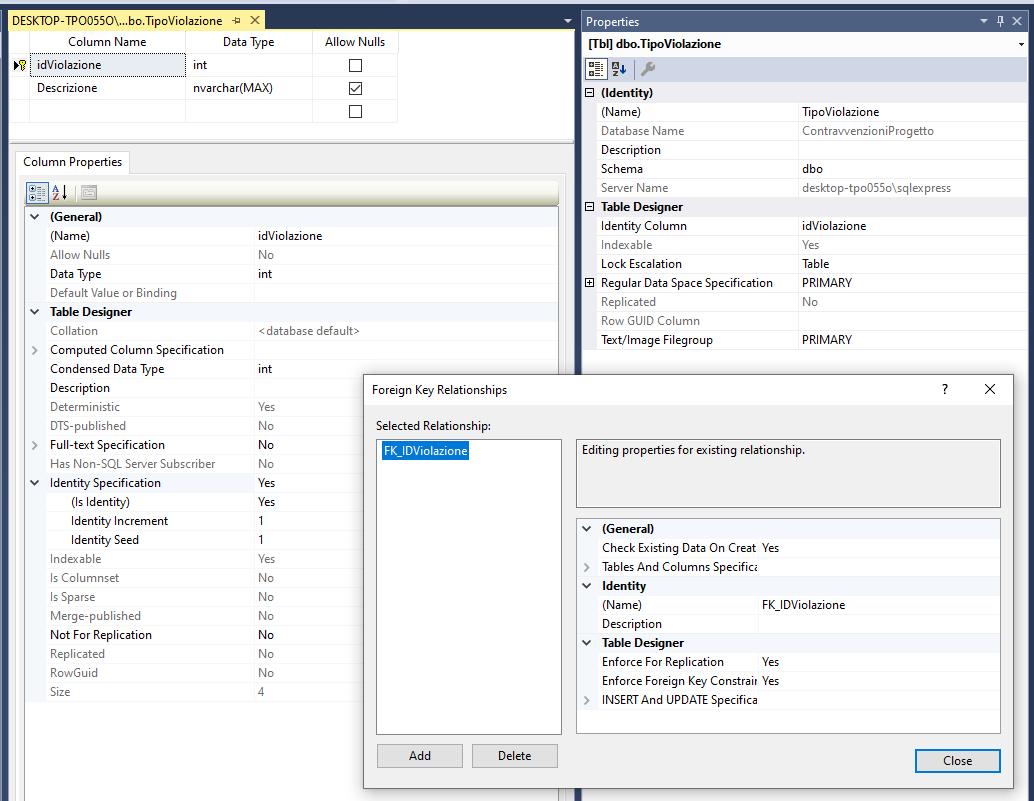 DESKTOP-TPO055O\...bo.TipoViolazione
Column Name Data Type Allow Nulls
idViolazione int
Descrizione nvarchar(MAX)
Column Properties
(General)
(Name) idViolazione
Allow Nulls No
Data Type int
Default Value or Binding
Table Designer
Collation <database default>
Computed Column Specification
Condensed Data Type int
Description
Deterministic Yes
DTS-published No
Full-text Specification No
Has Non-SQL Server Subscriber No
Identity Specification Yes
(Is Identity) Yes
Identity Increment 1
Identity Seed 1
Indexable Yes
Is Columnset No
Is Sparse No
Merge-published No
Not For Replication No
Replicated No
RowGuid No
Size 4
Properties
[Tbl] dbo.TipoViolazione
(Identity)
(Name) TipoViolazione
Database Name ContravvenzioniProgetto
Description
Schema dbo
Server Name desktop-tpo055o\sqlexpress
Table Designer
Identity Column idViolazione
Indexable Yes
Lock Escalation Table
Regular Data Space Specification PRIMARY
Replicated No
Row GUID Column
Text/Image Filegroup PRIMARY
Foreign Key Relationships ?
Selected Relationship:
FK_IDViolazione
Editing properties for existing relationship.
(General)
Check Existing Data On Creat Yes
Tables And Columns Specifica
Identity
(Name) FK_IDViolazione
Description
Table Designer
Enforce For Replication Yes
Enforce Foreign Key Constrain Yes
INSERT And UPDATE Specifica
Add Delete
Close